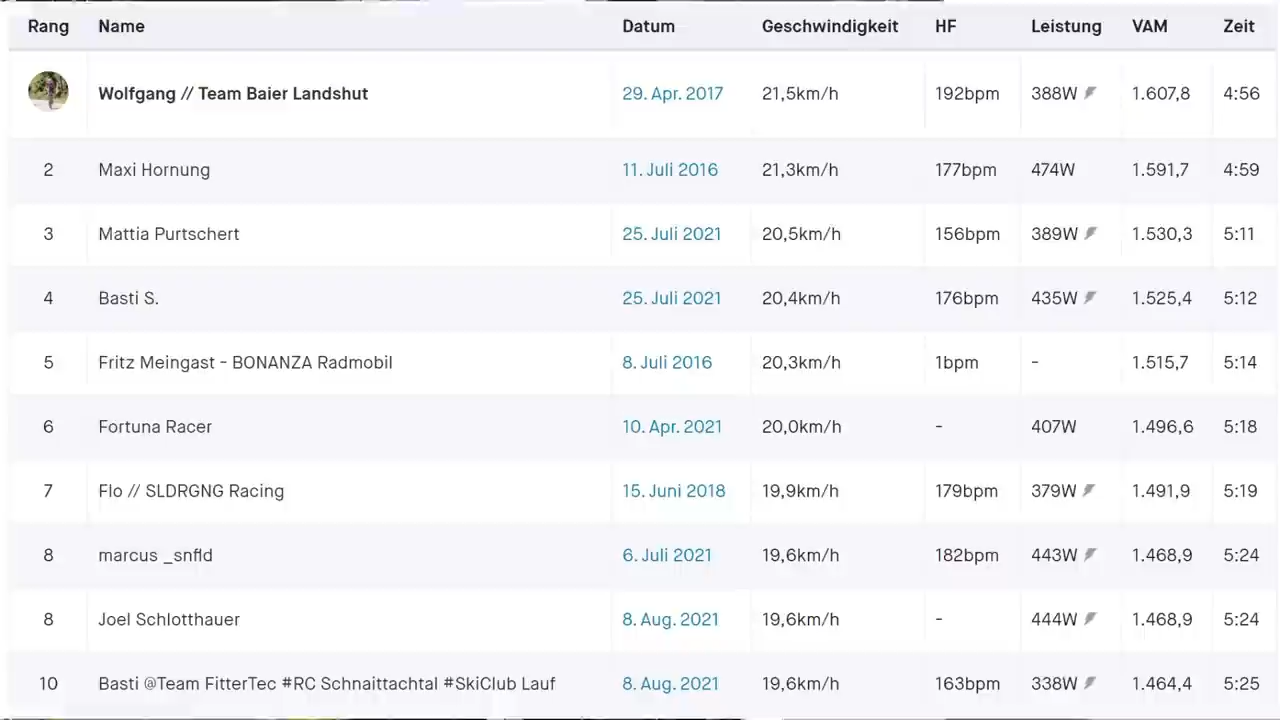 Rang Name Datum Geschwindigkeit HF Leistung VAM Zeit
Wolfgang // Team Baier Landshut 29. Apr. 2017 21,5km/h 192bpm 388W 1.607,8 4:56
2 Maxi Hornung 11. Juli 2016 21,3km/h 177bpm 474W 1.591,7 4:59
3 Mattia Purtschert 25. Juli 2021 20,5km/h 156bpm 389W 1.530,3 5:11
4 Basti S. 25. Juli 2021 20,4km/h 176bpm 435W 1.525,4 5:12
5 Fritz Meingast - BONANZA Radmobil 8. Juli 2016 20,3km/h 1bpm - 1.515,7 5:14
6 Fortuna Racer 10. Apr. 2021 20,0km/h - 407W 1.496,6 5:18
7 Flo // SLDRGNG Racing 15. Juni 2018 19,9km/h 179bpm 379W 1.491,9 5:19
8 marcus _snfld 6. Juli 2021 19,6km/h 182bpm 443W 1.468,9 5:24
8 Joel Schlotthauer 8. Aug. 2021 19,6km/h - 444W 1.468,9 5:24
10 Basti @Team FitterTec #RC Schnaittachtal #SkiClub Lauf 8. Aug. 2021 19,6km/h 163bpm 338W 1.464,4 5:25